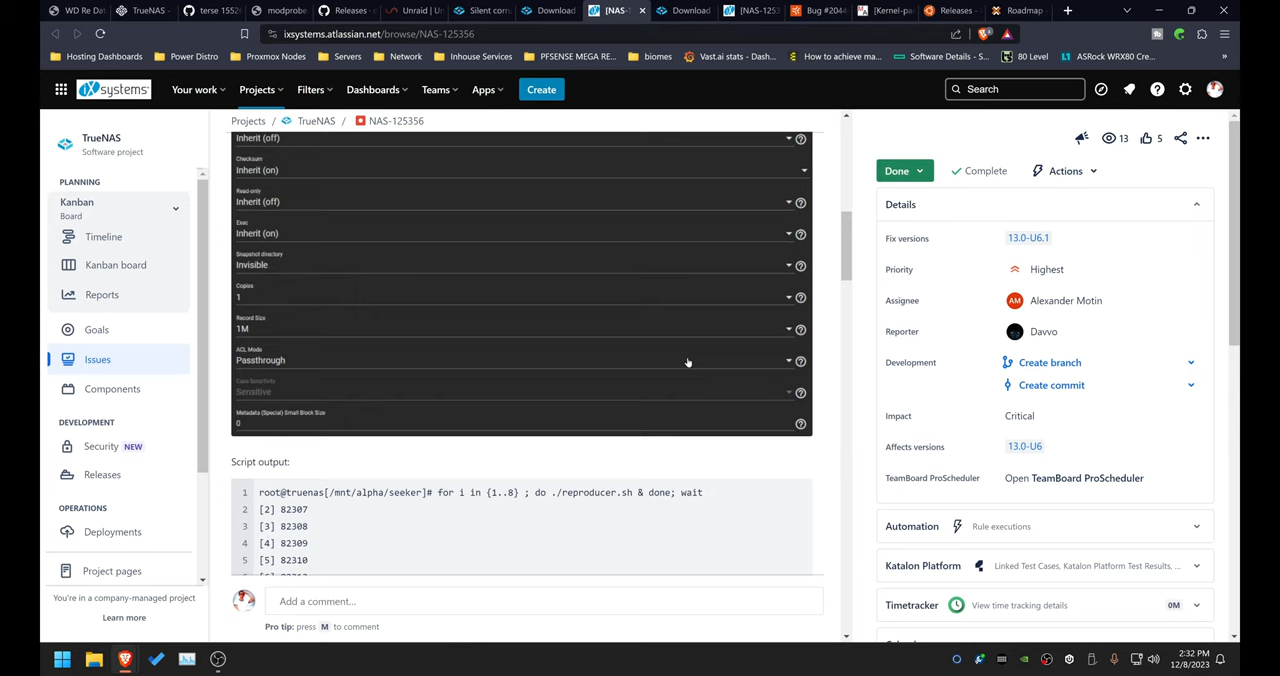 WD Re Dat
TrueNAS -
terse 1552
modprobe
Releases -
Unraid | U
Silent corru
Download
[NAS-1
Download
[NAS-1253
Bug #2044
[Kernel-pa
Releases -
Roadmap
ixsystems.atlassian.net/browse/NAS-125356
Hosting Dashboards
Power Distro
Proxmox Nodes
Servers
Network
Inhouse Services
PFSENSE MEGA RE...
biomes
Vast.ai stats - Dash...
How to achieve ma...
Software Details - S...
80 Level
ASRock WRX80 Cre...
»
iXsystems
Your work
Projects
Filters
Dashboards
Teams
Apps
Create
Search
TrueNAS
Software project
PLANNING
Kanban
Board
Timeline
Kanban board
Reports
Goals
Issues
Components
DEVELOPMENT
Security NEW
Releases
OPERATIONS
Deployments
Project pages
You're in a company-managed project
Learn more
Projects / TrueNAS / NAS-125356
Inherit (off)
Checksum
Inherit (on)
Read-only
Inherit (off)
Exec
Inherit (on)
Snapshot directory
Invisible
Copies
1
Record Size
1M
ACL Mode
Passthrough
Case Sensitivity
Sensitive
Metadata (Special) Small Block Size
0
Script output:
1 root@truenas[/mnt/alpha/seeker]# for i in {1..8} ; do ./reproducer.sh & done; wait
2 [2] 82307
3 [3] 82308
4 [4] 82309
5 [5] 82310
Add a comment...
Pro tip: press M to comment
13
5
Done
Complete
Actions
Details
Fix versions
13.0-U6.1
Priority
Highest
Assignee
AM Alexander Motin
Reporter
Davvo
Development
Create branch
Create commit
Impact
Critical
Affects versions
13.0-U6
TeamBoard ProScheduler
Open TeamBoard ProScheduler
Automation
Rule executions
Katalon Platform
Linked Test Cases, Katalon Platform Test Results, ...
Timetracker
View time tracking details
0M
2:32 PM
12/8/2023